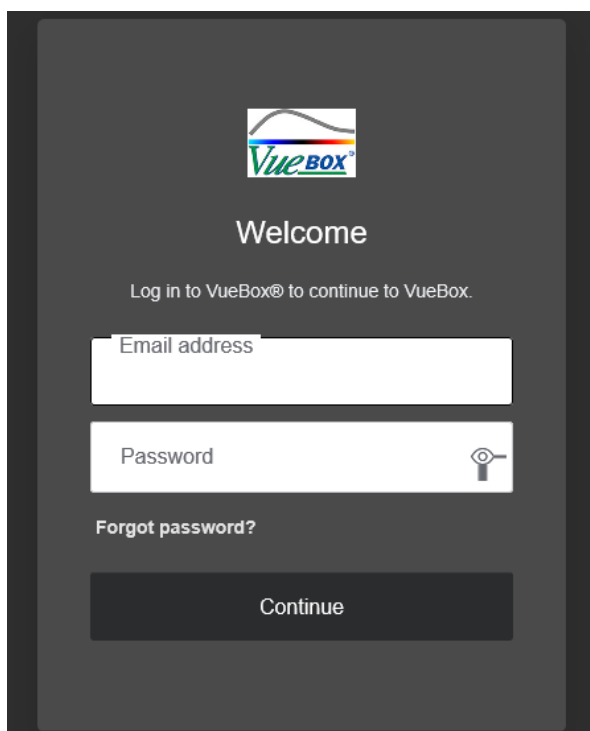 VueBOX®
Welcome
Log in to VueBox® to continue to VueBox.
Email address
Password
Forgot password?
Continue